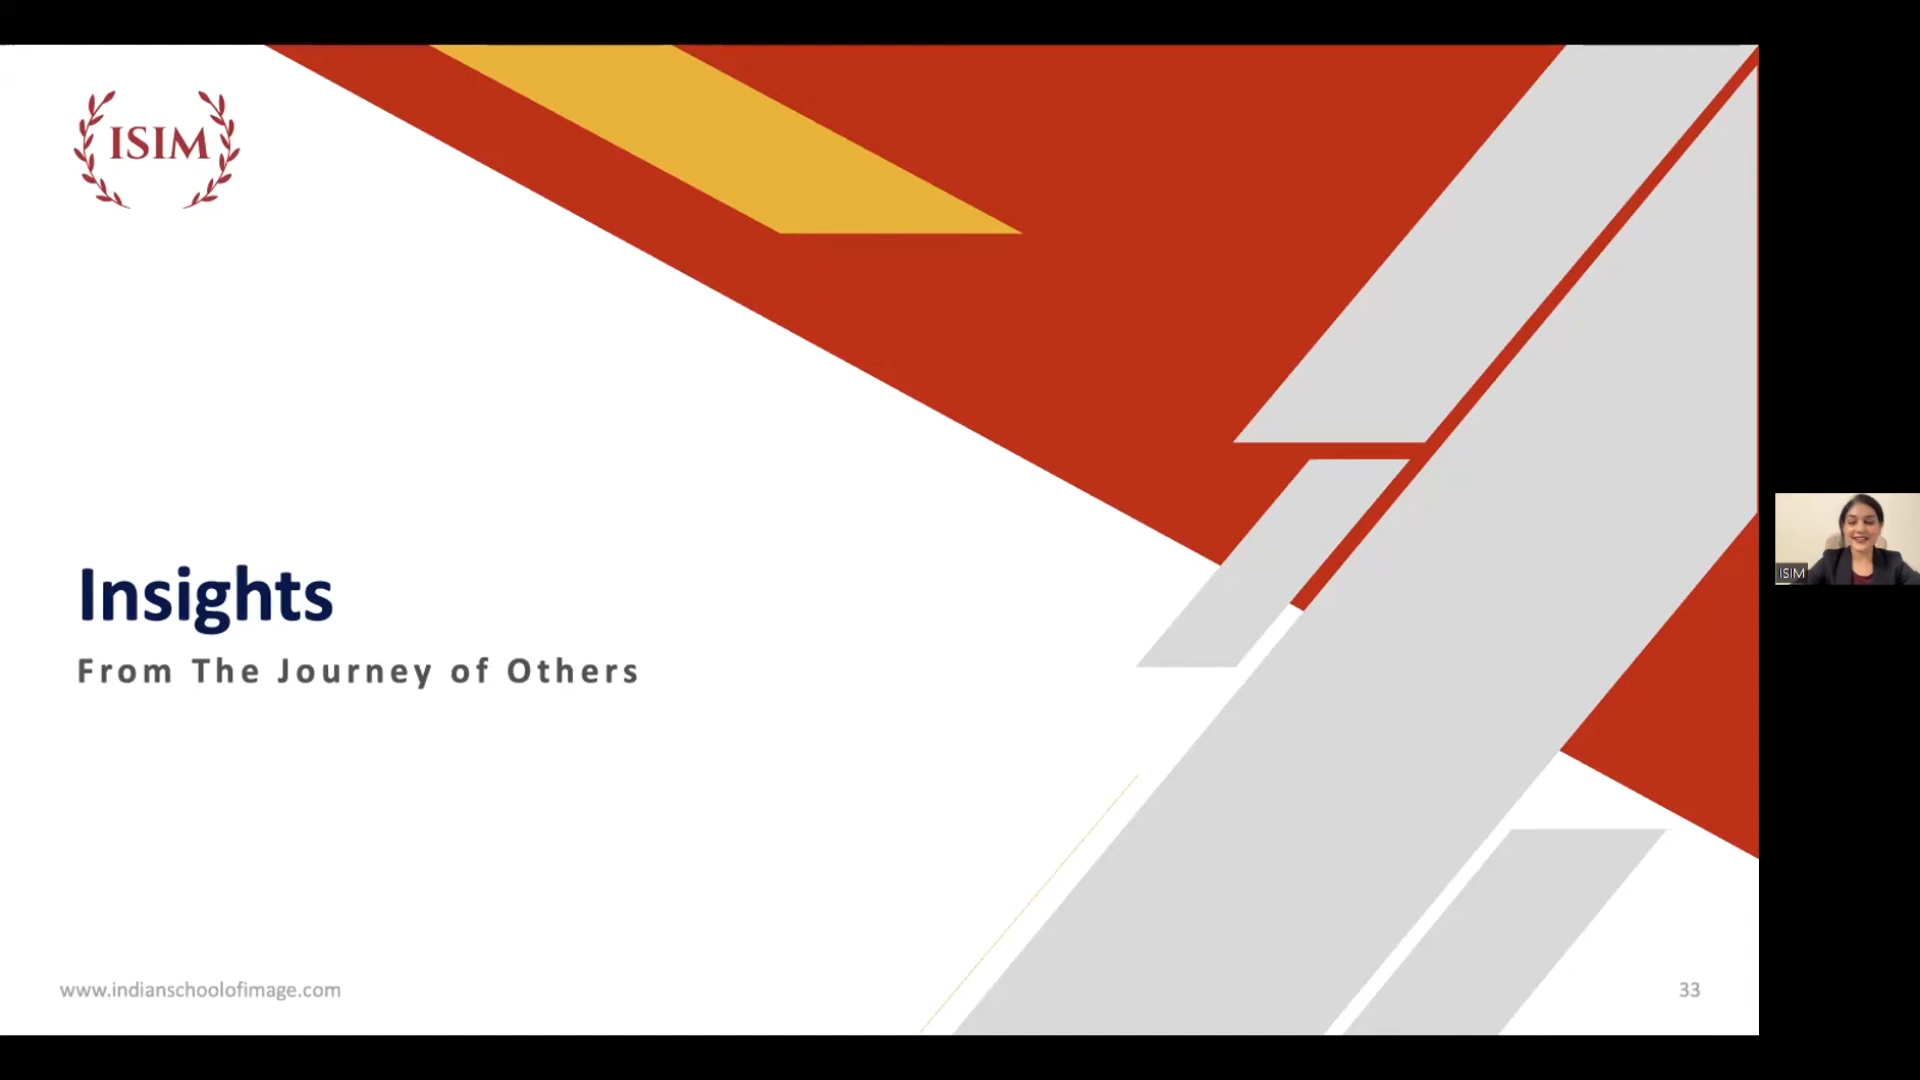 ISIM
Insights
From The Journey of Others
ISIM
www.indianschoolofimage.com
33